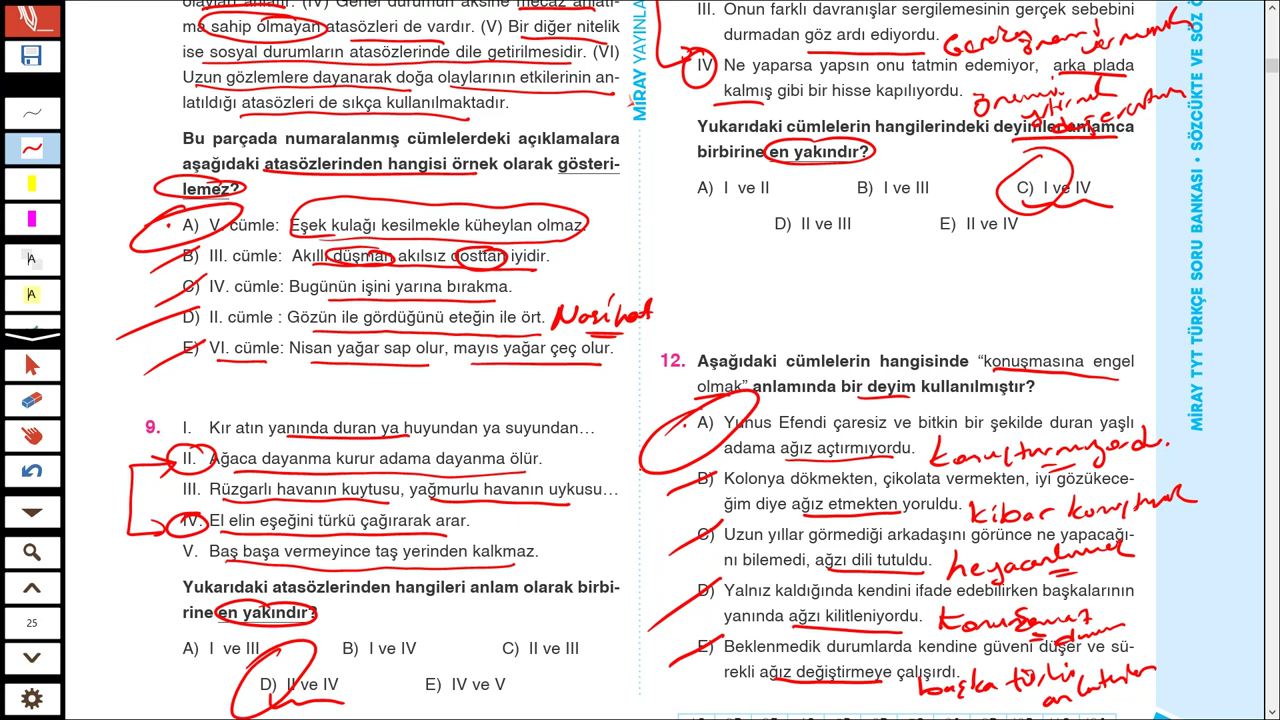 olayları anlatır. (IV) Genel durumun aksine mecaz anlatı-
ma sahip olmayan atasözleri de vardır. (V) Bir diğer nitelik
ise sosyal durumların atasözlerinde dile getirilmesidir. (VI)
Uzun gözlemlere dayanarak doğa olaylarının etkilerinin an-
latıldığı atasözleri de sıkça kullanılmaktadır.
Bu parçada numaralanmış cümlelerdeki açıklamalara
aşağıdaki atasözlerinden hangisi örnek olarak gösteri-
lemez?
A) V. cümle: Eşek kulağı kesilmekle küheylan olmaz.
B) III. cümle: Akıllı düşman akılsız dosttan iyidir.
C) IV. cümle: Bugünün işini yarına bırakma.
D) II. cümle : Gözün ile gördüğünü eteğin ile ört. Nasihat
E) VI. cümle: Nisan yağar sap olur, mayıs yağar çeç olur.
9. I. Kır atın yanında duran ya huyundan ya suyundan...
II. Ağaca dayanma kurur adama dayanma ölür.
III. Rüzgarlı havanın kuytusu, yağmurlu havanın uykusu...
IV. El elin eşeğini türkü çağırarak arar.
V. Baş başa vermeyince taş yerinden kalkmaz.
Yukarıdaki atasözlerinden hangileri anlam olarak birbi-
rine en yakındır?
A) I ve III B) I ve IV C) II ve III
D) II ve IV E) IV ve V
MİRAY YAYINLA
III. Onun farklı davranışlar sergilemesinin gerçek sebebini
durmadan göz ardı ediyordu. Gereken önemi vermemek
IV Ne yaparsa yapsın onu tatmin edemiyor, arka plada
kalmış gibi bir hisse kapılıyordu. önemini
Yukarıdaki cümlelerin hangilerindeki deyimler anlamca
birbirine en yakındır?
A) I ve II B) I ve III C) I ve IV
D) II ve III E) II ve IV
12. Aşağıdaki cümlelerin hangisinde “konuşmasına engel
olmak” anlamında bir deyim kullanılmıştır?
A) Yunus Efendi çaresiz ve bitkin bir şekilde duran yaşlı
adama ağız açtırmıyordu. konuşturmuyordu.
B) Kolonya dökmekten, çikolata vermekten, iyi gözükece-
ğim diye ağız etmekten yoruldu. kibar konuşmak
C) Uzun yıllar görmediği arkadaşını görünce ne yapacağı-
nı bilemedi, ağzı dili tutuldu. heyecanlanmak
D) Yalnız kaldığında kendini ifade edebilirken başkalarının
yanında ağzı kilitleniyordu. konuşamaz
E) Beklenmedik durumlarda kendine güveni düşer ve sü-
rekli ağız değiştirmeye çalışırdı. başka türlü
MİRAY TYT TÜRKÇE SORU BANKASI • SÖZCÜKTE VE SÖZ Ö
A
A
25